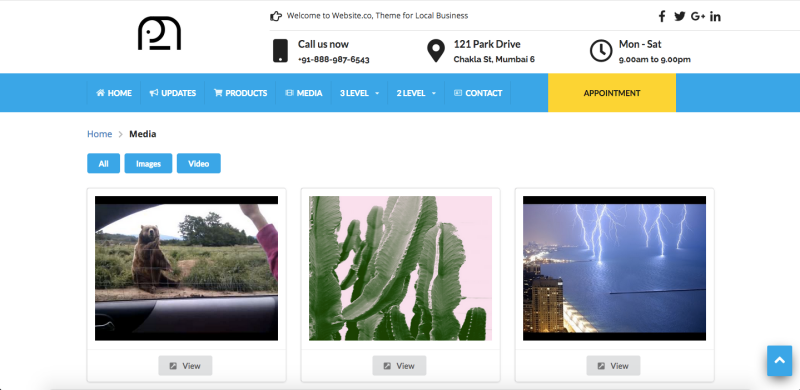 Welcome to Website.co, Theme for Local Business
Call us now
+91-888-987-6543
121 Park Drive
Chakla St, Mumbai 6
Mon - Sat
9.00am to 9.00pm
HOME
UPDATES
PRODUCTS
MEDIA
3 LEVEL
2 LEVEL
CONTACT
APPOINTMENT
Home > Media
All
Images
Video
View
View
View